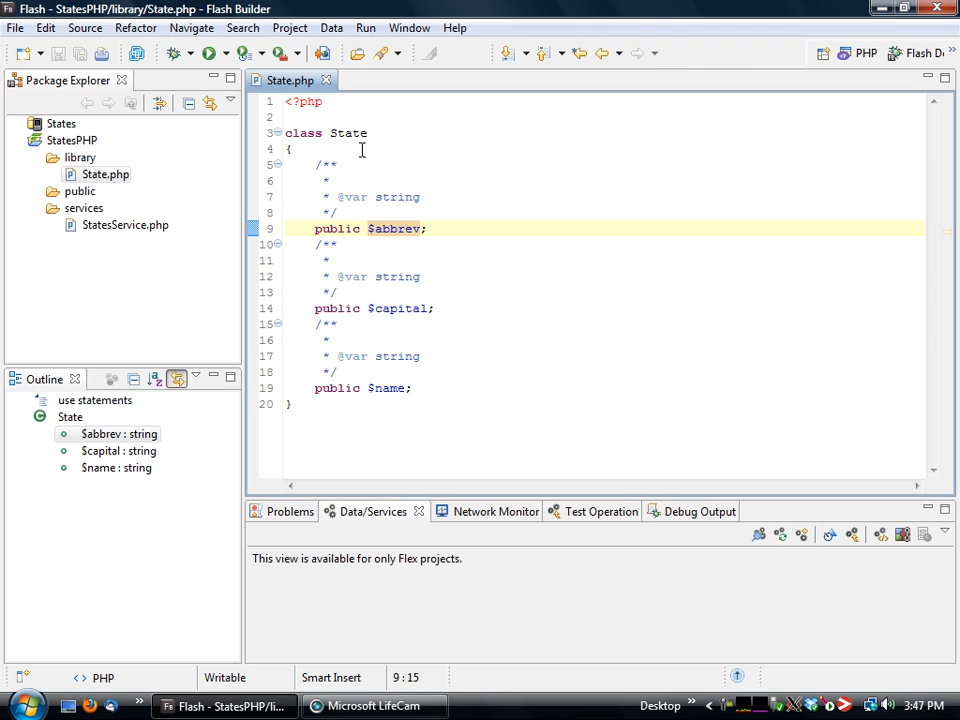 Flash - StatesPHP/library/State.php - Flash Builder
File Edit Source Refactor Navigate Search Project Data Run Window Help
PHP Flash D
Package Explorer
State.php
States
StatesPHP
library
State.php
public
services
StatesService.php
1 <?php
2
3 class State
4 {
5 /**
6 *
7 * @var string
8 */
9 public $abbrev;
10 /**
11 *
12 * @var string
13 */
14 public $capital;
15 /**
16 *
17 * @var string
18 */
19 public $name;
20 }
Outline
use statements
State
$abbrev : string
$capital : string
$name : string
Problems Data/Services Network Monitor Test Operation Debug Output
This view is available for only Flex projects.
<> PHP Writable Smart Insert 9 : 15
Flash - StatesPHP/li... Microsoft LifeCam Desktop 3:47 PM